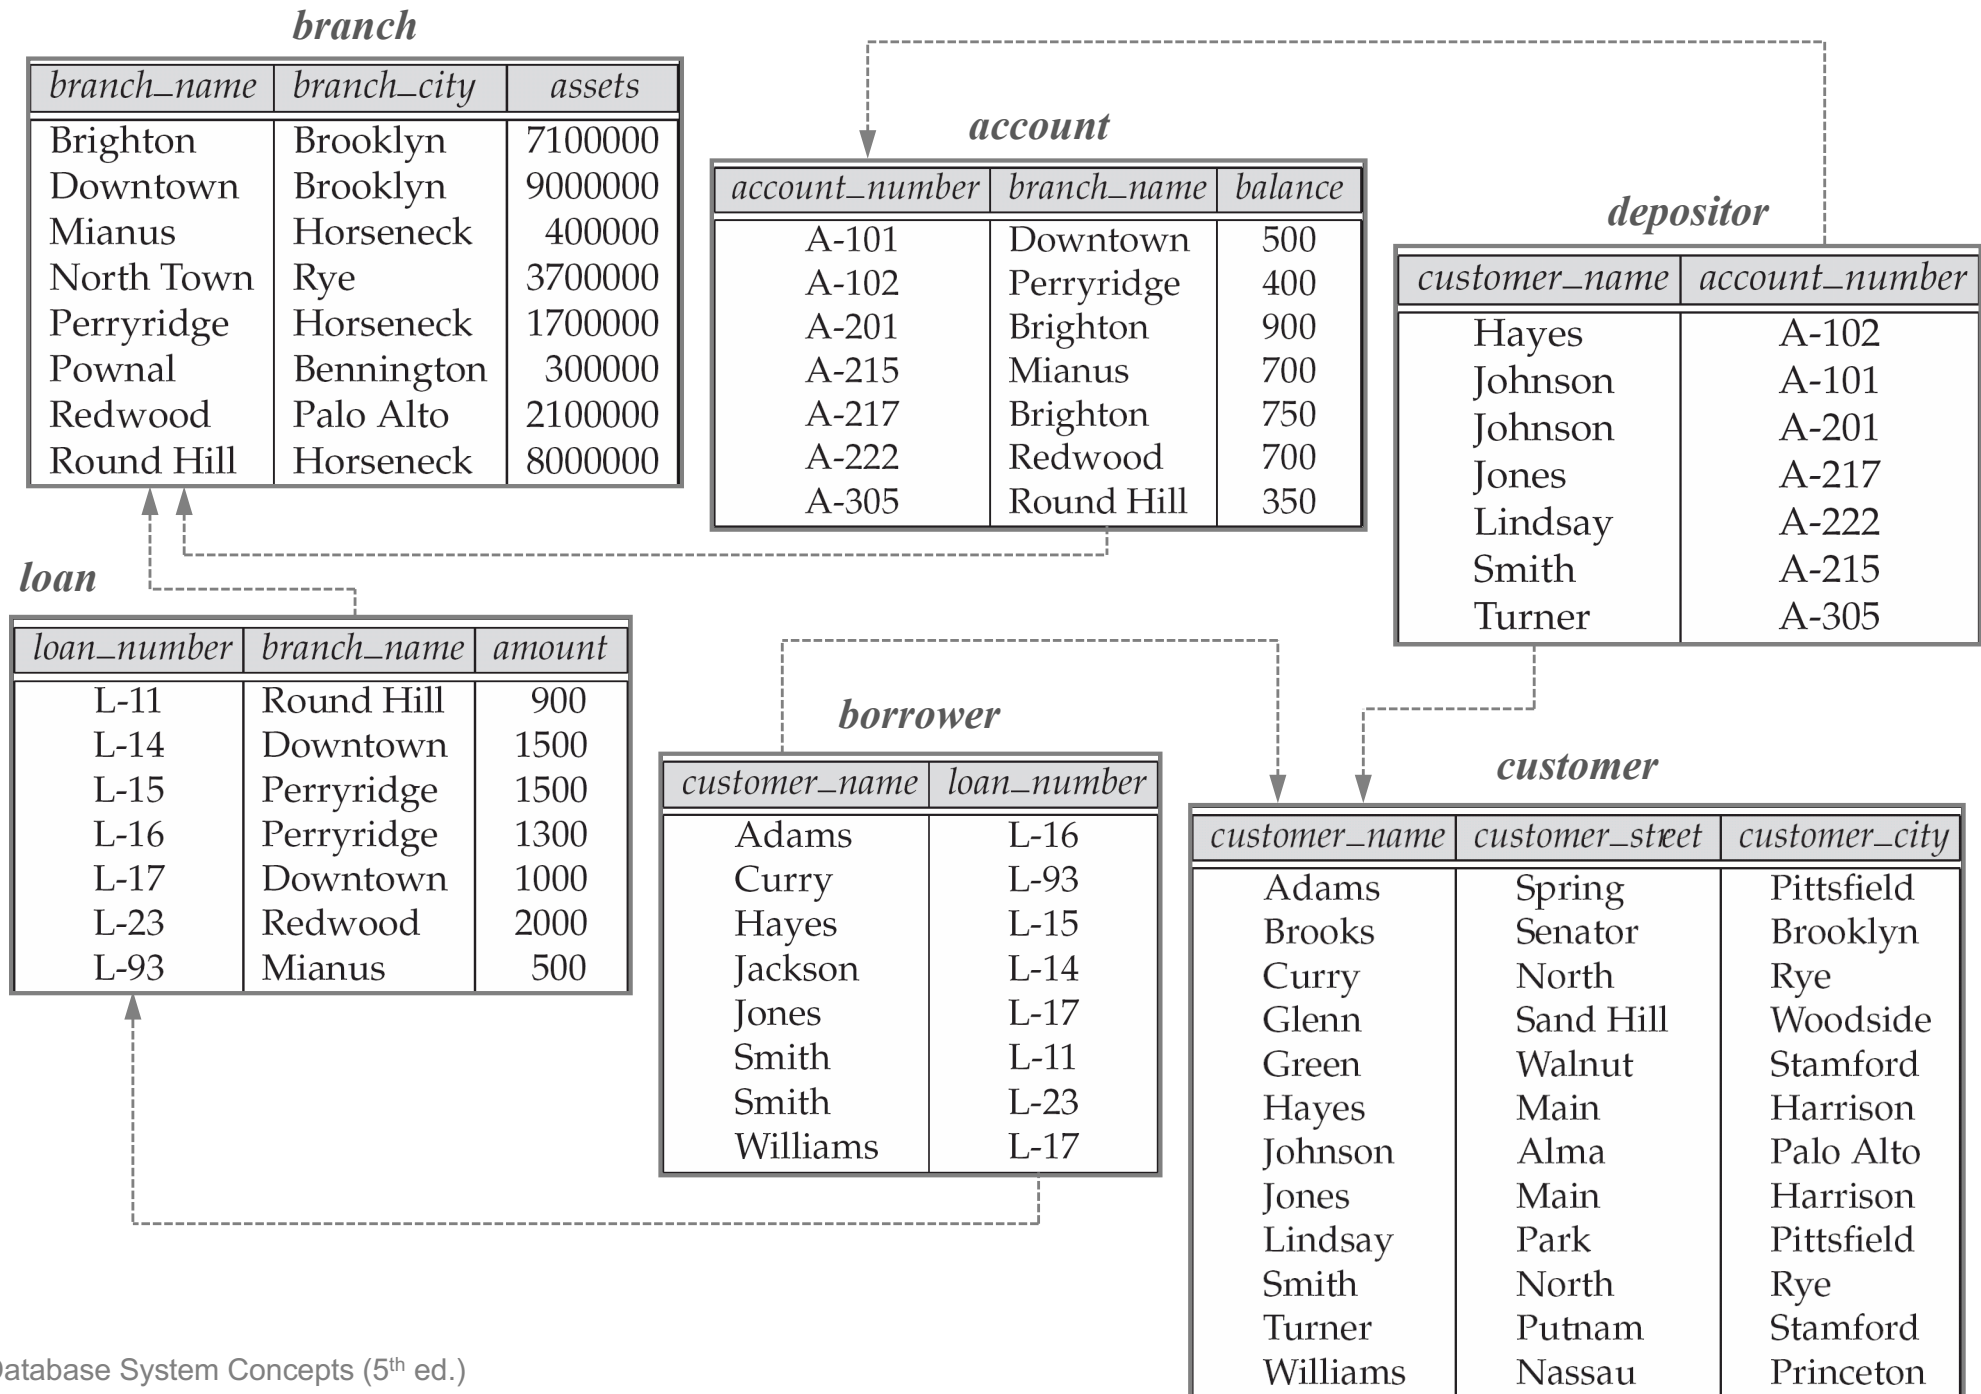 branch
branch_name branch_city assets
Brighton Brooklyn 7100000
Downtown Brooklyn 9000000
Mianus Horseneck 400000
North Town Rye 3700000
Perryridge Horseneck 1700000
Pownal Bennington 300000
Redwood Palo Alto 2100000
Round Hill Horseneck 8000000
account
account_number branch_name balance
A-101 Downtown 500
A-102 Perryridge 400
A-201 Brighton 900
A-215 Mianus 700
A-217 Brighton 750
A-222 Redwood 700
A-305 Round Hill 350
depositor
customer_name account_number
Hayes A-102
Johnson A-101
Johnson A-201
Jones A-217
Lindsay A-222
Smith A-215
Turner A-305
loan
loan_number branch_name amount
L-11 Round Hill 900
L-14 Downtown 1500
L-15 Perryridge 1500
L-16 Perryridge 1300
L-17 Downtown 1000
L-23 Redwood 2000
L-93 Mianus 500
borrower
customer_name loan_number
Adams L-16
Curry L-93
Hayes L-15
Jackson L-14
Jones L-17
Smith L-11
Smith L-23
Williams L-17
customer
customer_name customer_street customer_city
Adams Spring Pittsfield
Brooks Senator Brooklyn
Curry North Rye
Glenn Sand Hill Woodside
Green Walnut Stamford
Hayes Main Harrison
Johnson Alma Palo Alto
Jones Main Harrison
Lindsay Park Pittsfield
Smith North Rye
Turner Putnam Stamford
Williams Nassau Princeton
Database System Concepts (5th ed.)